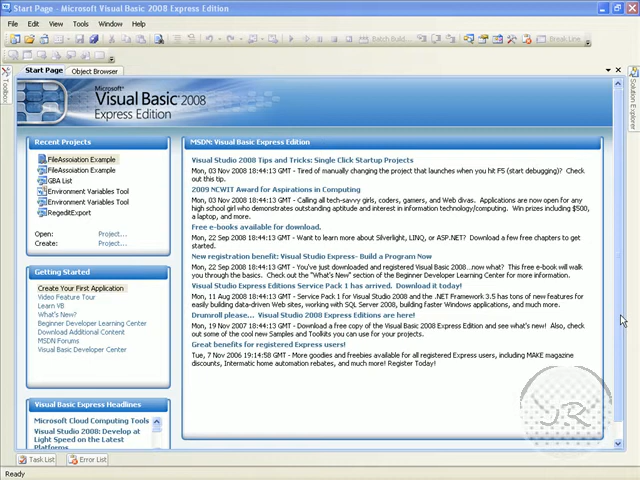 Start Page - Microsoft Visual Basic 2008 Express Edition
File Edit View Tools Window Help
Batch Build...
Break Line
Toolbox
Start Page
Object Browser
Solution Explorer
Microsoft
Visual Basic 2008
Express Edition
Recent Projects
FileAssoiation Example
FileAssoiation Example
GBA List
Environment Variables Tool
Environment Variables Tool
RegeditExport
Open: Project...
Create: Project...
Getting Started
Create Your First Application
Video Feature Tour
Learn VB
What's New?
Beginner Developer Learning Center
Download Additional Content
MSDN Forums
Visual Basic Developer Center
Visual Basic Express Headlines
Microsoft Cloud Computing Tools
Visual Studio 2008: Develop at
Light Speed on the Latest
Platforms
MSDN: Visual Basic Express Edition
Visual Studio 2008 Tips and Tricks: Single Click Startup Projects
Mon, 03 Nov 2008 18:44:13 GMT - Tired of manually changing the project that launches when you hit F5 (start debugging)? Check
out this tip.
2009 NCWIT Award for Aspirations in Computing
Mon, 03 Nov 2008 18:44:13 GMT - Calling all tech-savvy girls, coders, gamers, and Web divas. Applications are now open for any
high school girl who demonstrates outstanding aptitude and interest in information technology/computing. Win prizes including $500,
a laptop, and more.
Free e-books available for download.
Mon, 22 Sep 2008 18:44:13 GMT - Want to learn more about Silverlight, LINQ, or ASP.NET? Download a few free chapters to
get started.
New registration benefit: Visual Studio Express- Build a Program Now
Mon, 28 Sep 2008 18:44:13 GMT - You've just downloaded and registered Visual Basic 2008...now what? This free e-book will walk
you through the basics. Check out the "What's New" section of the Beginner Developer Learning Center for more information.
Visual Studio Express Editions Service Pack 1 has arrived. Download it today!
Mon, 11 Aug 2008 18:44:13 GMT - Service Pack 1 for Visual Studio 2008 and the .NET Framework 3.5 has tons of new features for
easily building data-driven Web sites, working with SQL Server 2008, building faster Windows applications, and much more.
Drumroll please... Visual Studio 2008 Express Editions are here!
Mon, 19 Nov 2007 18:44:13 GMT - Download a free copy of the Visual Basic Express Edition and see what's new! Also, check
out some of the cool new Samples and Toolkits you can use for your projects.
Great benefits for registered Express users!
Tue, 7 Nov 2006 19:14:58 GMT - More goodies and freebies available for all registered Express users, including MAKE magazine
discounts, Intermatic home automation rebates, and much more! Register Today!
JR
Task List
Error List
Ready